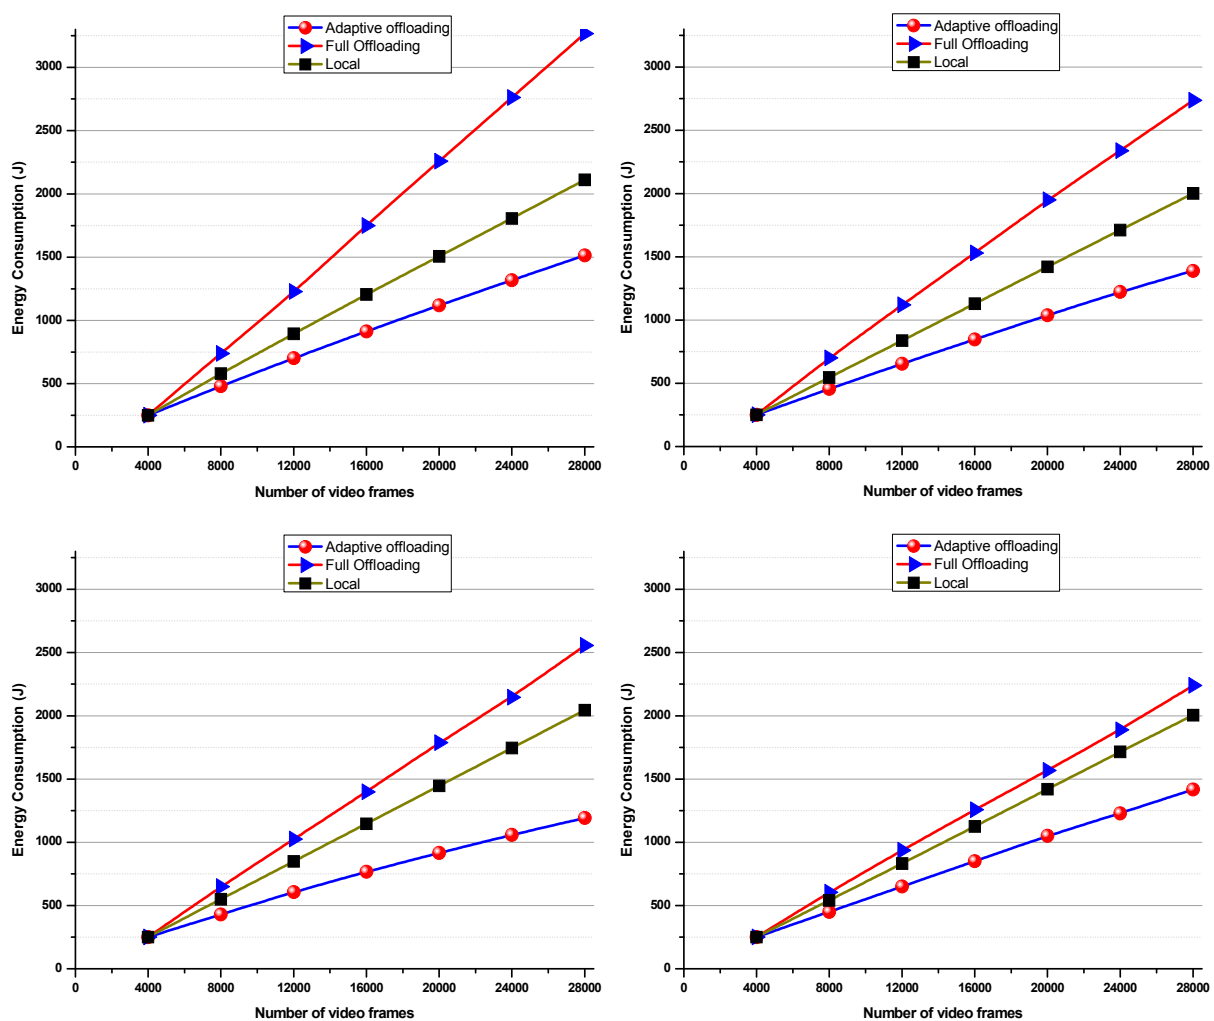 Adaptive offloading
Full Offloading
Local
Energy Consumption (J)
3000
2500
2000
1500
1000
500
0
0 4000 8000 12000 16000 20000 24000 28000
Number of video frames
Adaptive offloading
Full Offloading
Local
Energy Consumption (J)
3000
2500
2000
1500
1000
500
0
0 4000 8000 12000 16000 20000 24000 28000
Number of video frames
Adaptive offloading
Full Offloading
Local
Energy Consumption (J)
3000
2500
2000
1500
1000
500
0
0 4000 8000 12000 16000 20000 24000 28000
Number of video frames
Adaptive offloading
Full Offloading
Local
Energy Consumption (J)
3000
2500
2000
1500
1000
500
0
0 4000 8000 12000 16000 20000 24000 28000
Number of video frames